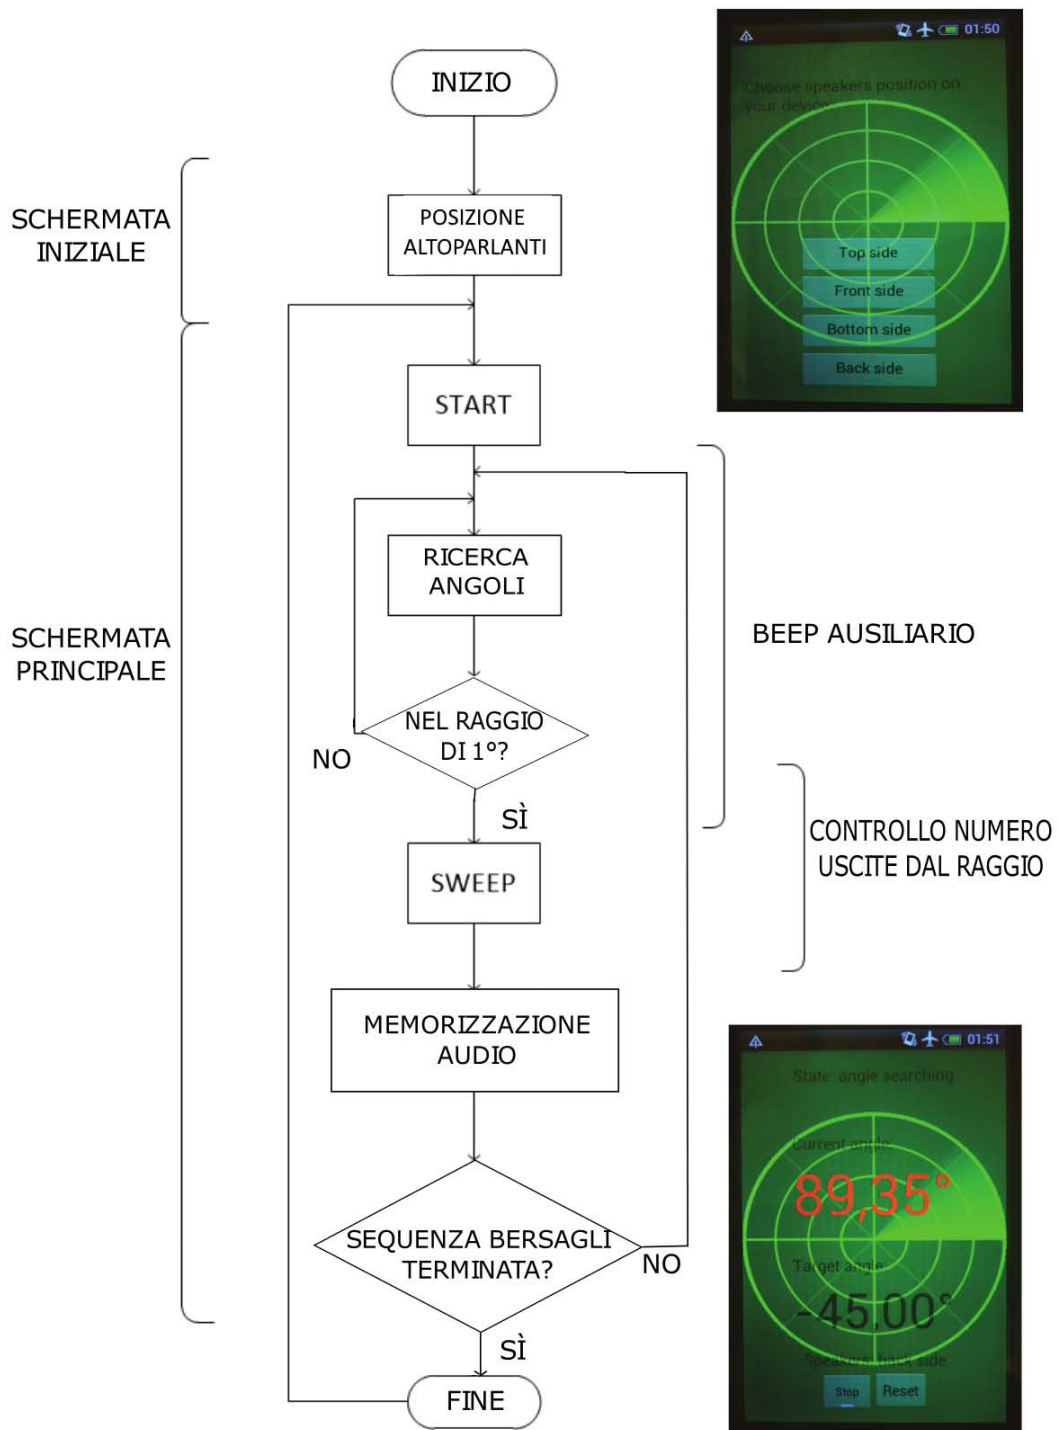 INIZIO
SCHERMATA
INIZIALE
POSIZIONE
ALTOPARLANTI
01:50
Choose speakers position on
your device:
Top side
Front side
Bottom side
Back side
START
RICERCA
ANGOLI
SCHERMATA
PRINCIPALE
BEEP AUSILIARIO
NEL RAGGIO
DI 1°?
NO
SÌ
CONTROLLO NUMERO
USCITE DAL RAGGIO
SWEEP
MEMORIZZAZIONE
AUDIO
SEQUENZA BERSAGLI
TERMINATA?
NO
SÌ
FINE
01:51
State: angle searching
Current angle:
89,35°
Target angle:
-45,00°
Speakers: back side
Stop
Reset